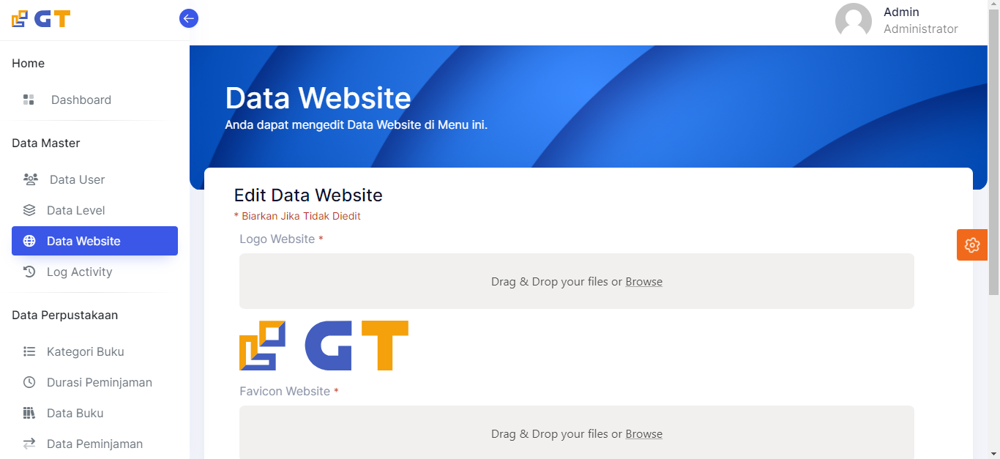 GT
Admin
Administrator
Home
Dashboard
Data Master
Data User
Data Level
Data Website
Log Activity
Data Perpustakaan
Kategori Buku
Durasi Peminjaman
Data Buku
Data Peminjaman
Data Website
Anda dapat mengedit Data Website di Menu ini.
Edit Data Website
* Biarkan Jika Tidak Diedit
Logo Website *
Drag & Drop your files or Browse
GT
Favicon Website *
Drag & Drop your files or Browse